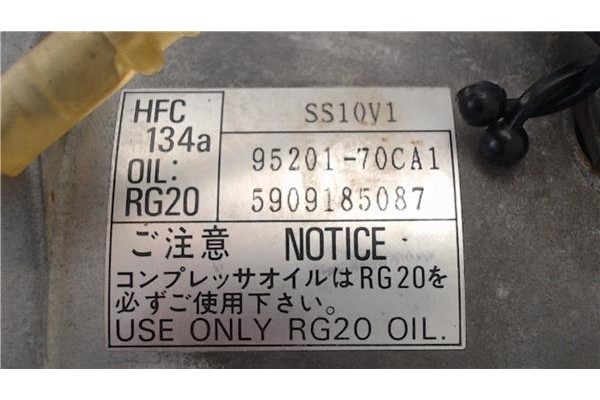 HFC
134a
OIL:
RG20
SS10V1
95201-70CA1
5909185087
ご注意 NOTICE
コンプレッサオイルはRG20を
必ずご使用下さい。
USE ONLY RG20 OIL.